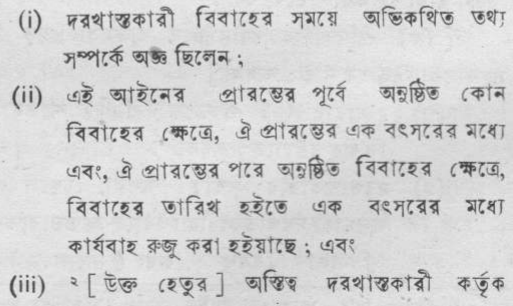 (i) দরখাস্তকারী বিবাহের সময়ে অভিকথিত তথ্য
সম্পর্কে অজ্ঞ ছিলেন ;
(ii) এই আইনের প্রারম্ভের পূর্বে অনুষ্ঠিত কোন
বিবাহের ক্ষেত্রে, ঐ প্রারম্ভের এক বৎসরের মধ্যে
এবং, ঐ প্রারম্ভের পরে অনুষ্ঠিত বিবাহের ক্ষেত্রে,
বিবাহের তারিখ হইতে এক বৎসরের মধ্যে
কার্যবাহ রুজু করা হইয়াছে ; এবং
(iii) ২ [ উক্ত হেতুর ] অস্তিত্ব দরখাস্তকারী কর্তৃক